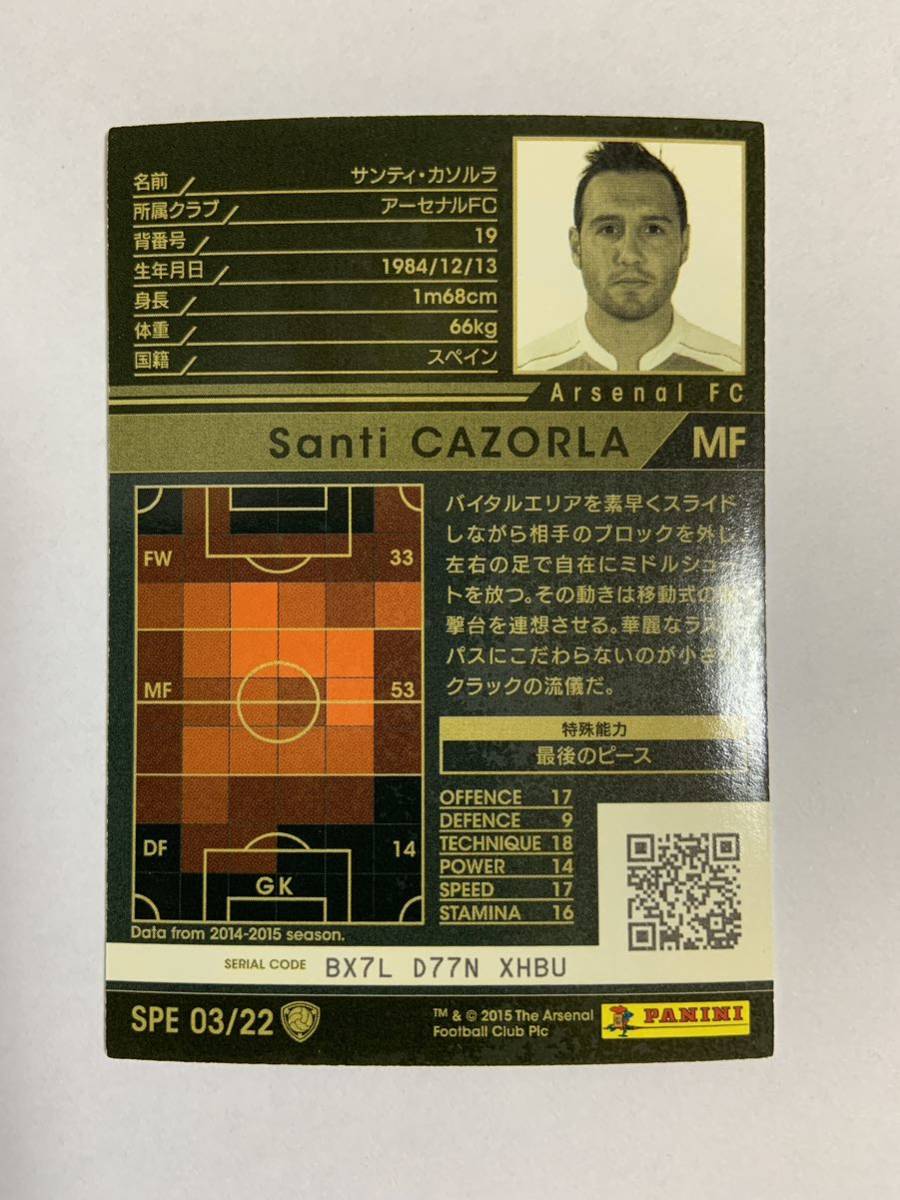 名前 サンティ・カソルラ
所属クラブ アーセナルFC
背番号 19
生年月日 1984/12/13
身長 1m68cm
体重 66kg
国籍 スペイン
Arsenal FC
Santi CAZORLA MF
FW 33
MF 53
DF 14
GK
Data from 2014-2015 season.
バイタルエリアを素早くスライド
しながら相手のブロックを外し、
左右の足で自在にミドルシュー
トを放つ。その動きは移動式の
撃台を連想させる。華麗なラス
パスにこだわらないのが小さ
クラックの流儀だ。
特殊能力
最後のピース
OFFENCE 17
DEFENCE 9
TECHNIQUE 18
POWER 14
SPEED 17
STAMINA 16
SERIAL CODE BX7L D77N XHBU
SPE 03/22
TM & © 2015 The Arsenal
Football Club Plc
PANINI